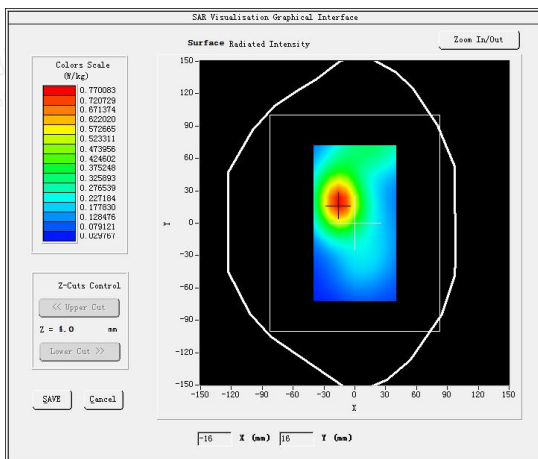 SAR Visualisation Graphical Interface
Surface Radiated Intensity
Zoom In/Out
Colors Scale
(W/kg)
0.770083
0.720729
0.671374
0.622020
0.572665
0.523311
0.473956
0.424602
0.375248
0.325893
0.276539
0.227184
0.177830
0.128476
0.079121
0.029767
150
120
90
60
30
0
-30
-60
-90
-120
-150
Y
-150 -120 -90 -60 -30 0 30 60 90 120 150
X
Z-Cuts Control
<< Upper Cut
Z = mm
Lower Cut >>
SAVE Cancel
-16 X (mm) 16 Y (mm)